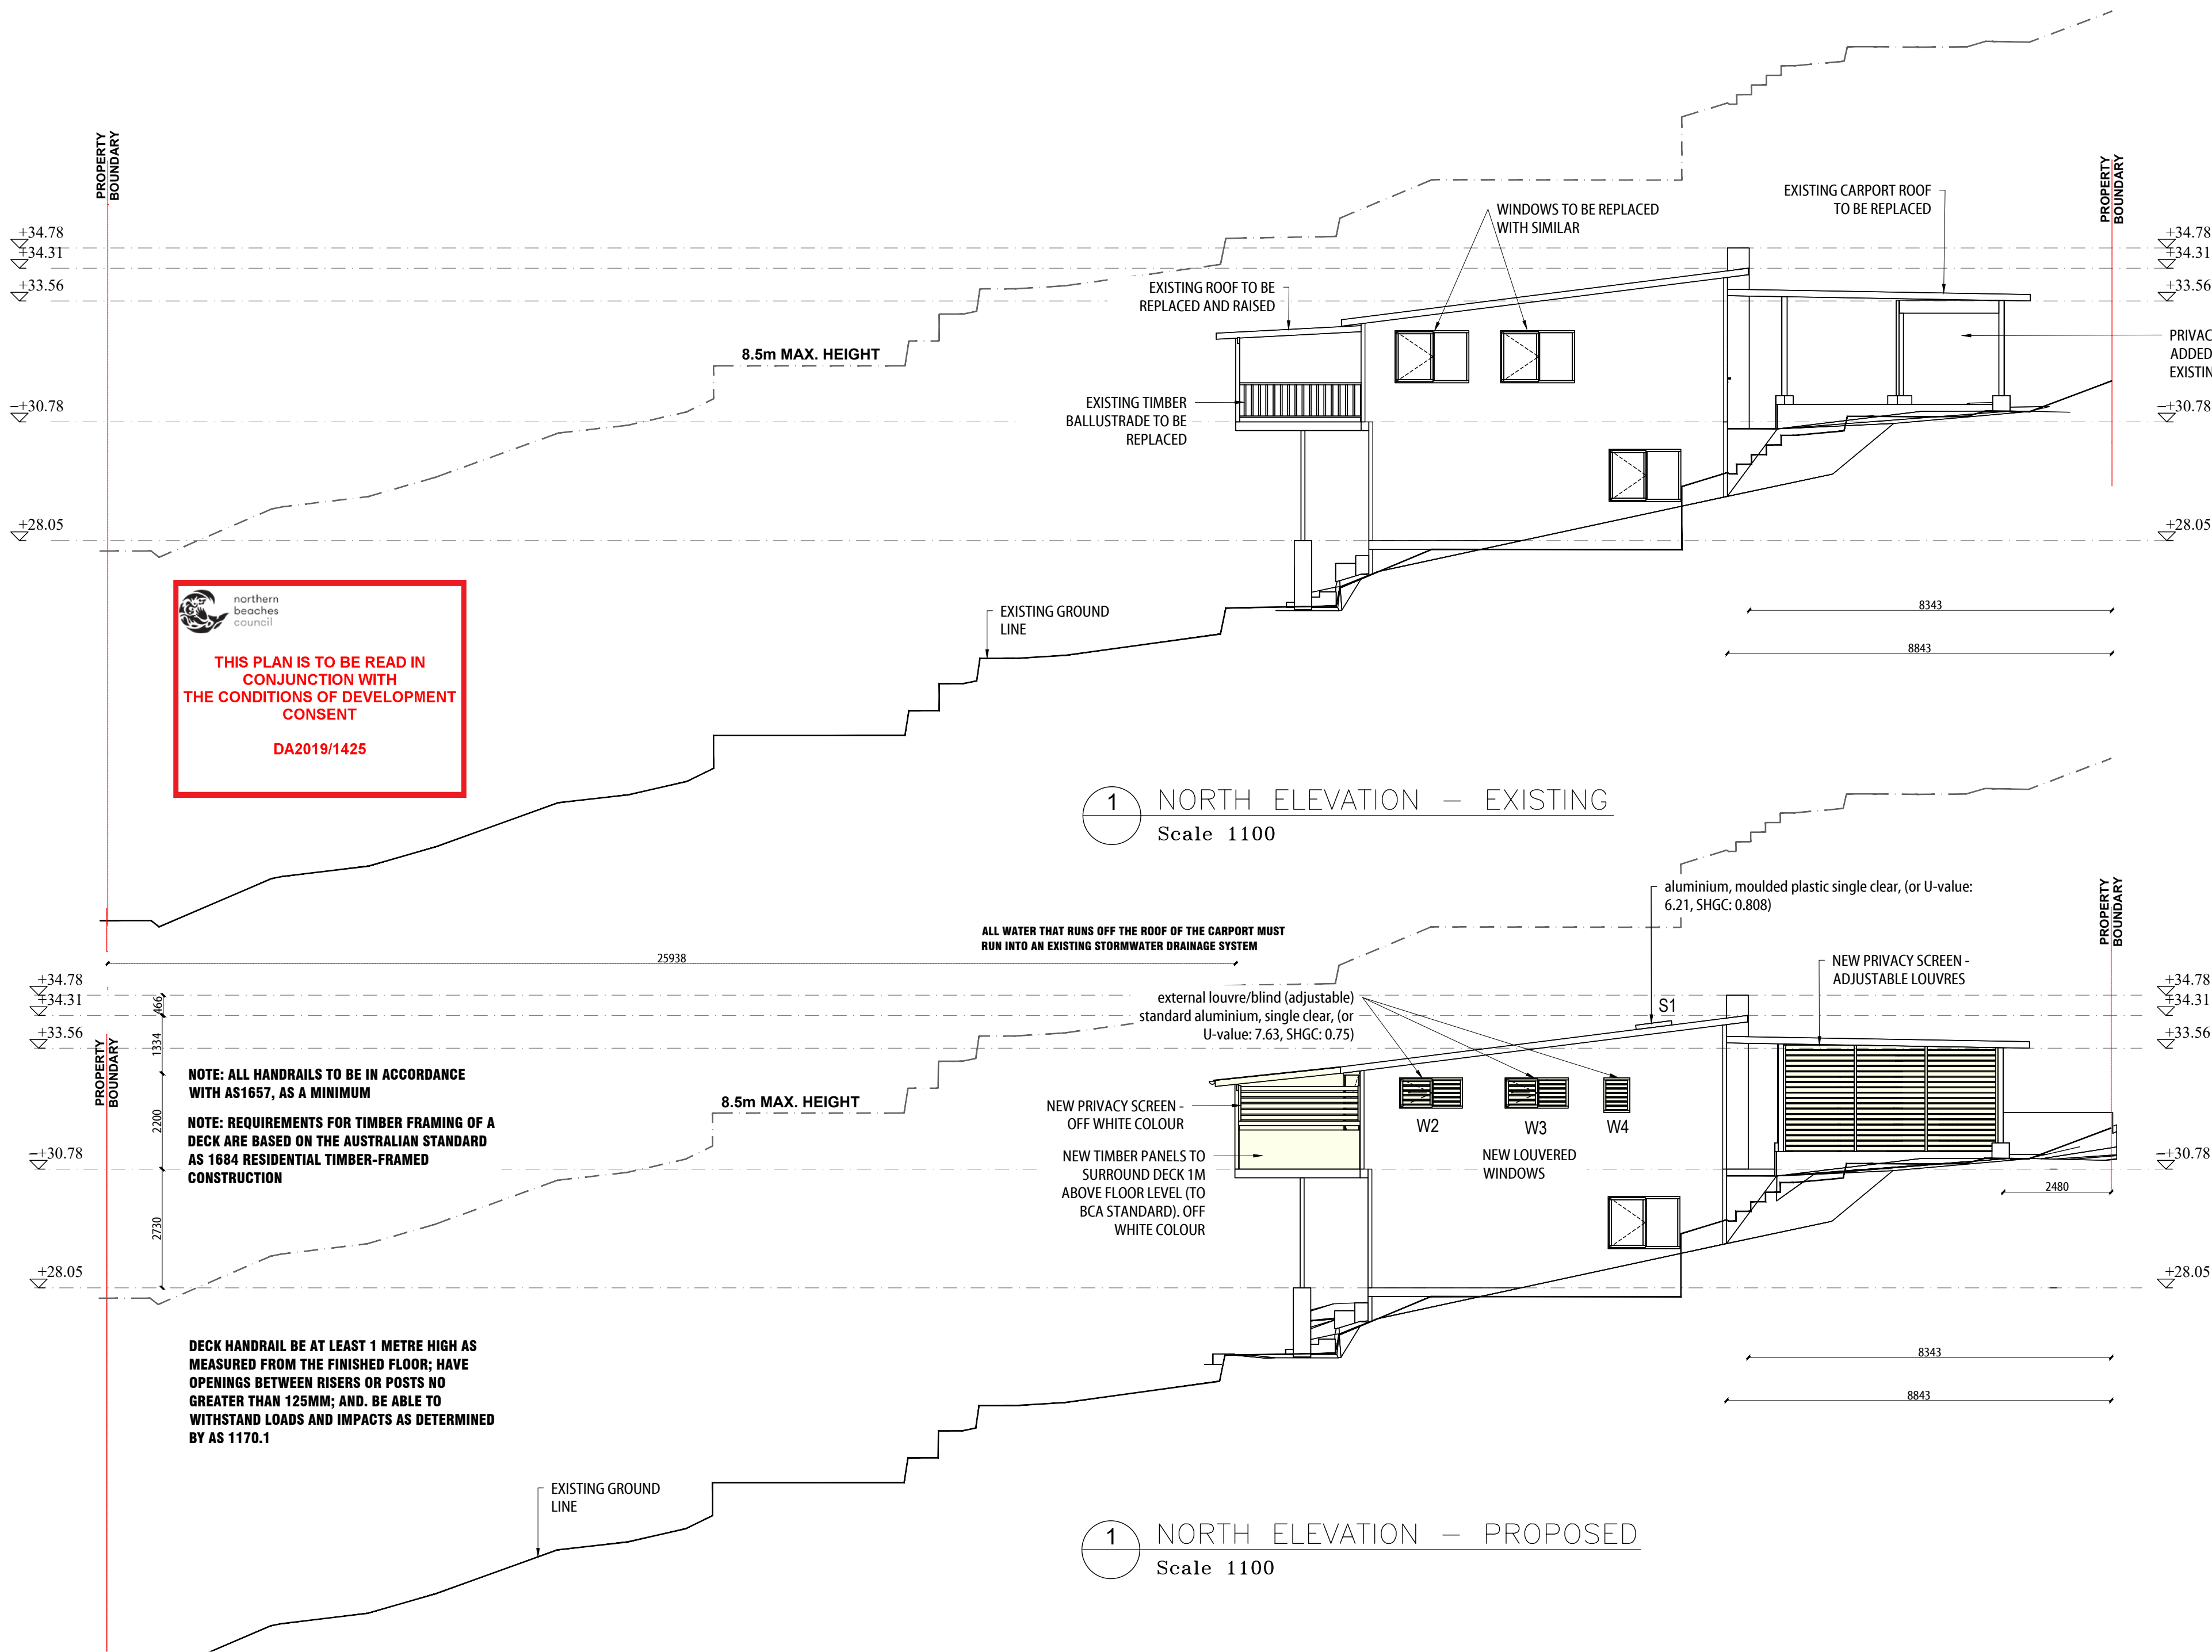 PROPERTY
BOUNDARY
PROPERTY
BOUNDARY
+34.78
+34.31
+33.56
+30.78
+28.05
WINDOWS TO BE REPLACED
WITH SIMILAR
EXISTING CARPORT ROOF
TO BE REPLACED
EXISTING ROOF TO BE
REPLACED AND RAISED
8.5m MAX. HEIGHT
EXISTING TIMBER
BALLUSTRADE TO BE
REPLACED
+34.78
+34.31
+33.56
ADDED
+30.78
+28.05
northern
beaches
council
THIS PLAN IS TO BE READ IN
CONJUNCTION WITH
THE CONDITIONS OF DEVELOPMENT
CONSENT
DA2019/1425
EXISTING GROUND
LINE
8343
8843
1 NORTH ELEVATION - EXISTING
Scale 1100
aluminium, moulded plastic single clear, (or U-value:
6.21, SHGC: 0.808)
PROPERTY
BOUNDARY
ALL WATER THAT RUNS OFF THE ROOF OF THE CARPORT MUST
RUN INTO AN EXISTING STORMWATER DRAINAGE SYSTEM
25938
NEW PRIVACY SCREEN -
ADJUSTABLE LOUVRES
+34.78
+34.31
+33.56
+30.78
+28.05
466
1334
2200
2730
PROPERTY
BOUNDARY
external louvre/blind (adjustable)
standard aluminium, single clear, (or
U-value: 7.63, SHGC: 0.75)
S1
NOTE: ALL HANDRAILS TO BE IN ACCORDANCE
WITH AS1657, AS A MINIMUM
NOTE: REQUIREMENTS FOR TIMBER FRAMING OF A
DECK ARE BASED ON THE AUSTRALIAN STANDARD
AS 1684 RESIDENTIAL TIMBER-FRAMED
CONSTRUCTION
8.5m MAX. HEIGHT
NEW PRIVACY SCREEN -
OFF WHITE COLOUR
NEW TIMBER PANELS TO
SURROUND DECK 1M
ABOVE FLOOR LEVEL (TO
BCA STANDARD). OFF
WHITE COLOUR
W2
W3
W4
NEW LOUVERED
WINDOWS
+34.78
+34.31
+33.56
+30.78
+28.05
2480
DECK HANDRAIL BE AT LEAST 1 METRE HIGH AS
MEASURED FROM THE FINISHED FLOOR; HAVE
OPENINGS BETWEEN RISERS OR POSTS NO
GREATER THAN 125MM; AND. BE ABLE TO
WITHSTAND LOADS AND IMPACTS AS DETERMINED
BY AS 1170.1
8343
8843
EXISTING GROUND
LINE
1 NORTH ELEVATION - PROPOSED
Scale 1100